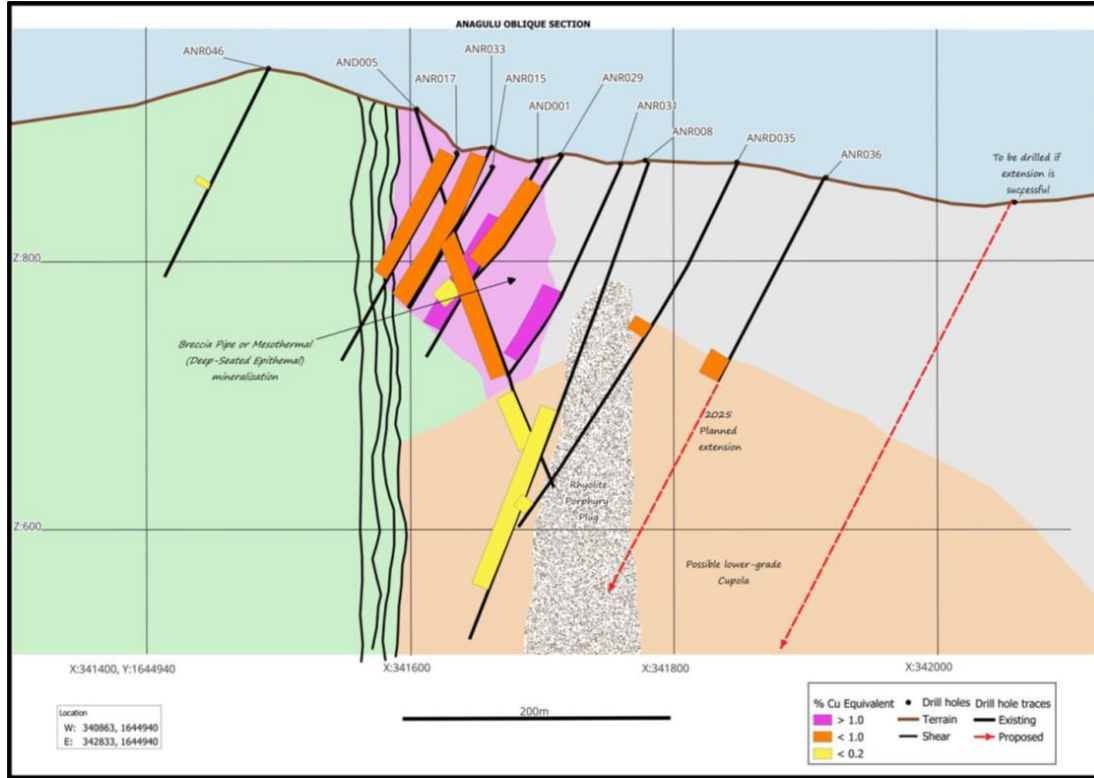 ANAGULU OBLIQUE SECTION
ANR046
AND005
ANR033
ANR017
ANR015
AND001
ANR029
ANR031
ANR008
ANRD035
ANR036
To be drilled if
extension is
successful
Z:800
Breccia Pipe or Mesothermal
(Deep-Seated Epithemal)
mineralization
2025
Planned
extension
Rhyolite
Porphyry
Plug
Z:600
Possible lower-grade
Cupola
X:341400, Y:1644940
X:341600
X:341800
X:342000
Location
W: 340863, 1644940
E: 342833, 1644940
200m
% Cu Equivalent
> 1.0
< 1.0
< 0.2
Drill holes
Terrain
Shear
Drill hole traces
Existing
Proposed